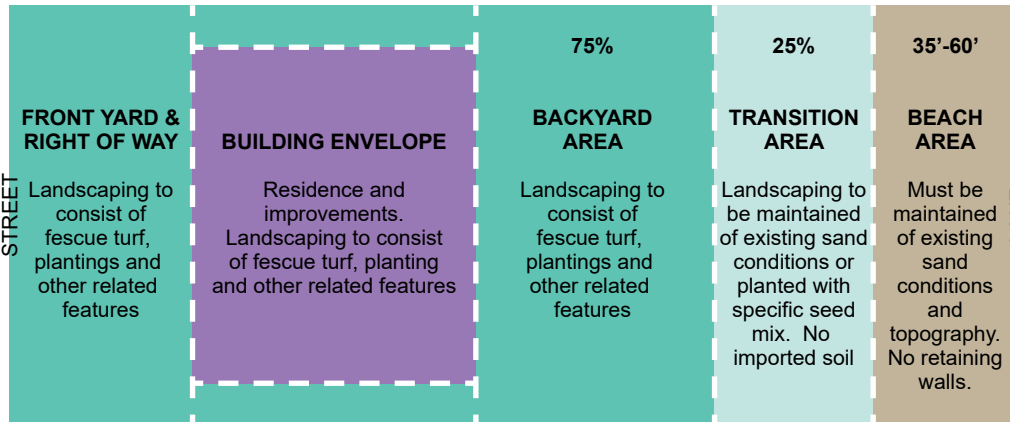 STREET
FRONT YARD &
RIGHT OF WAY
Landscaping to
consist of
fescue turf,
plantings and
other related
features
BUILDING ENVELOPE
Residence and
improvements.
Landscaping to consist
of fescue turf, planting
and other related features
75%
BACKYARD
AREA
Landscaping to
consist of
fescue turf,
plantings and
other related
features
25%
TRANSITION
AREA
Landscaping to
be maintained
of existing sand
conditions or
planted with
specific seed
mix. No
imported soil
35’-60’
BEACH
AREA
Must be
maintained
of existing
sand
conditions
and
topography.
No retaining
walls.